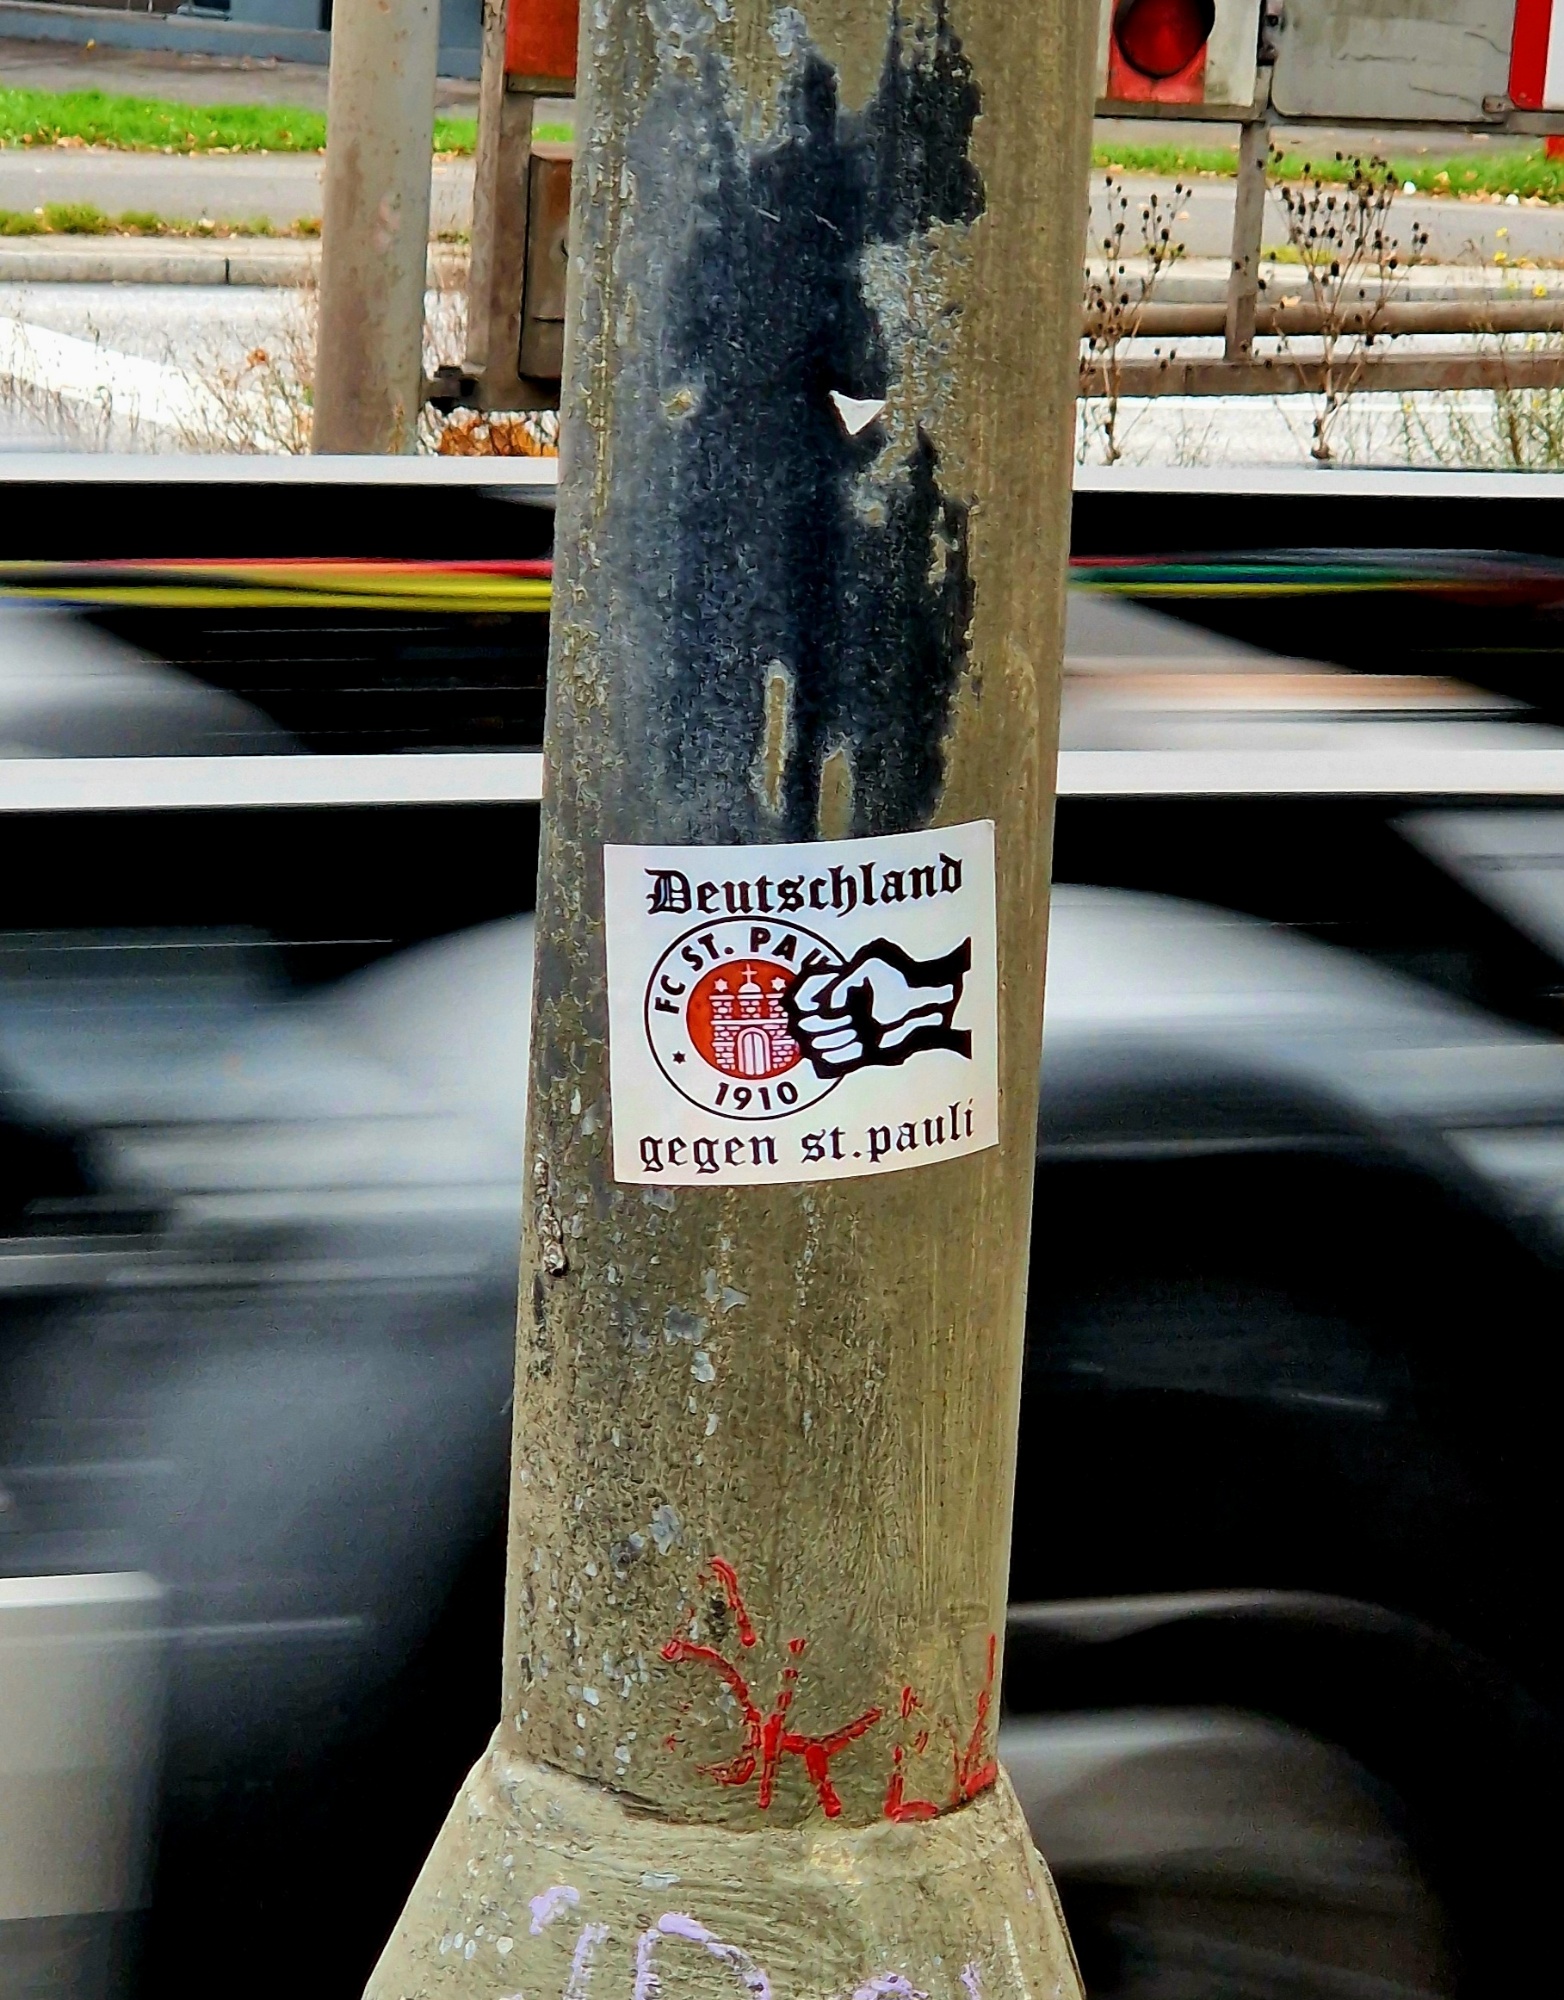 Deutschland
FC ST. PAU
1910
gegen st.pauli